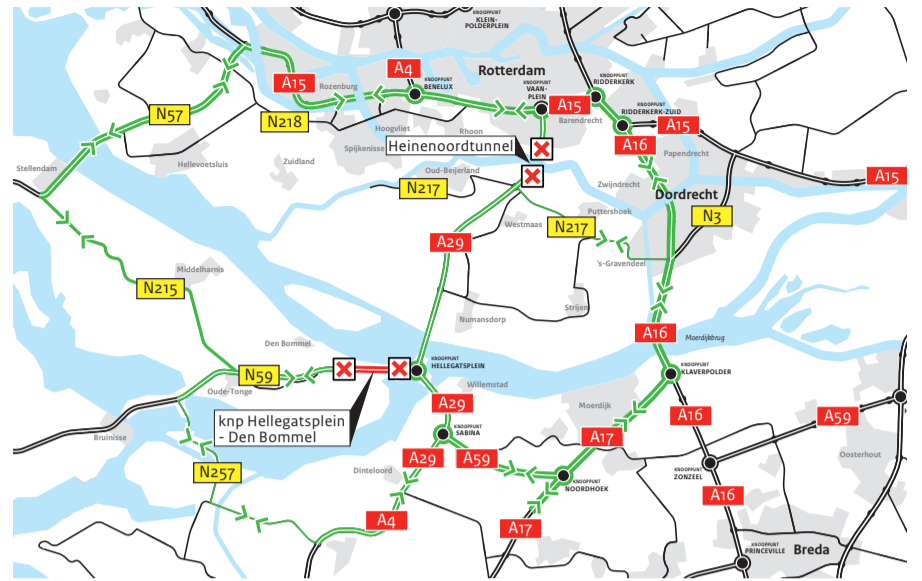 KNOOPPUNT
KLEIN-
POLDERPLEIN
A4
Rotterdam
KNOOPPUNT
BENELUX
KNOOPPUNT
VAAN-
PLEIN
KNOOPPUNT
RIDDERKERK
KNOOPPUNT
RIDDERKERK-ZUID
A15
Rozenburg
A15
A15
N57
N218
Hoogvliet
Rhoon
Barendrecht
A16
Spijkenisse
Heinenoordtunnel
Papendrecht
Stellendam
Hellevoetsluis
Zuidland
Oud-Beijerland
N217
Zwijndrecht
A15
Dordrecht
N3
Puttershoek
Westmaas
N217
A29
's-Gravendeel
Middelharnis
N215
Strijen
Numansdorp
A16
Moerdijkbrug
Den Bommel
KNOOPPUNT
HELLEGATSPLEIN
N59
Oude-Tonge
Willemstad
KNOOPPUNT
KLAVERPOLDER
A29
Moerdijk
A16
A59
knp Hellegatsplein
- Den Bommel
Bruinisse
KNOOPPUNT
SABINA
A17
A29
A59
Oosterhout
N257
Dinteloord
KNOOPPUNT
NOORDHOEK
KNOOPPUNT
ZONZEEL
A16
A4
A17
KNOOPPUNT
PRINCEVILLE
Breda